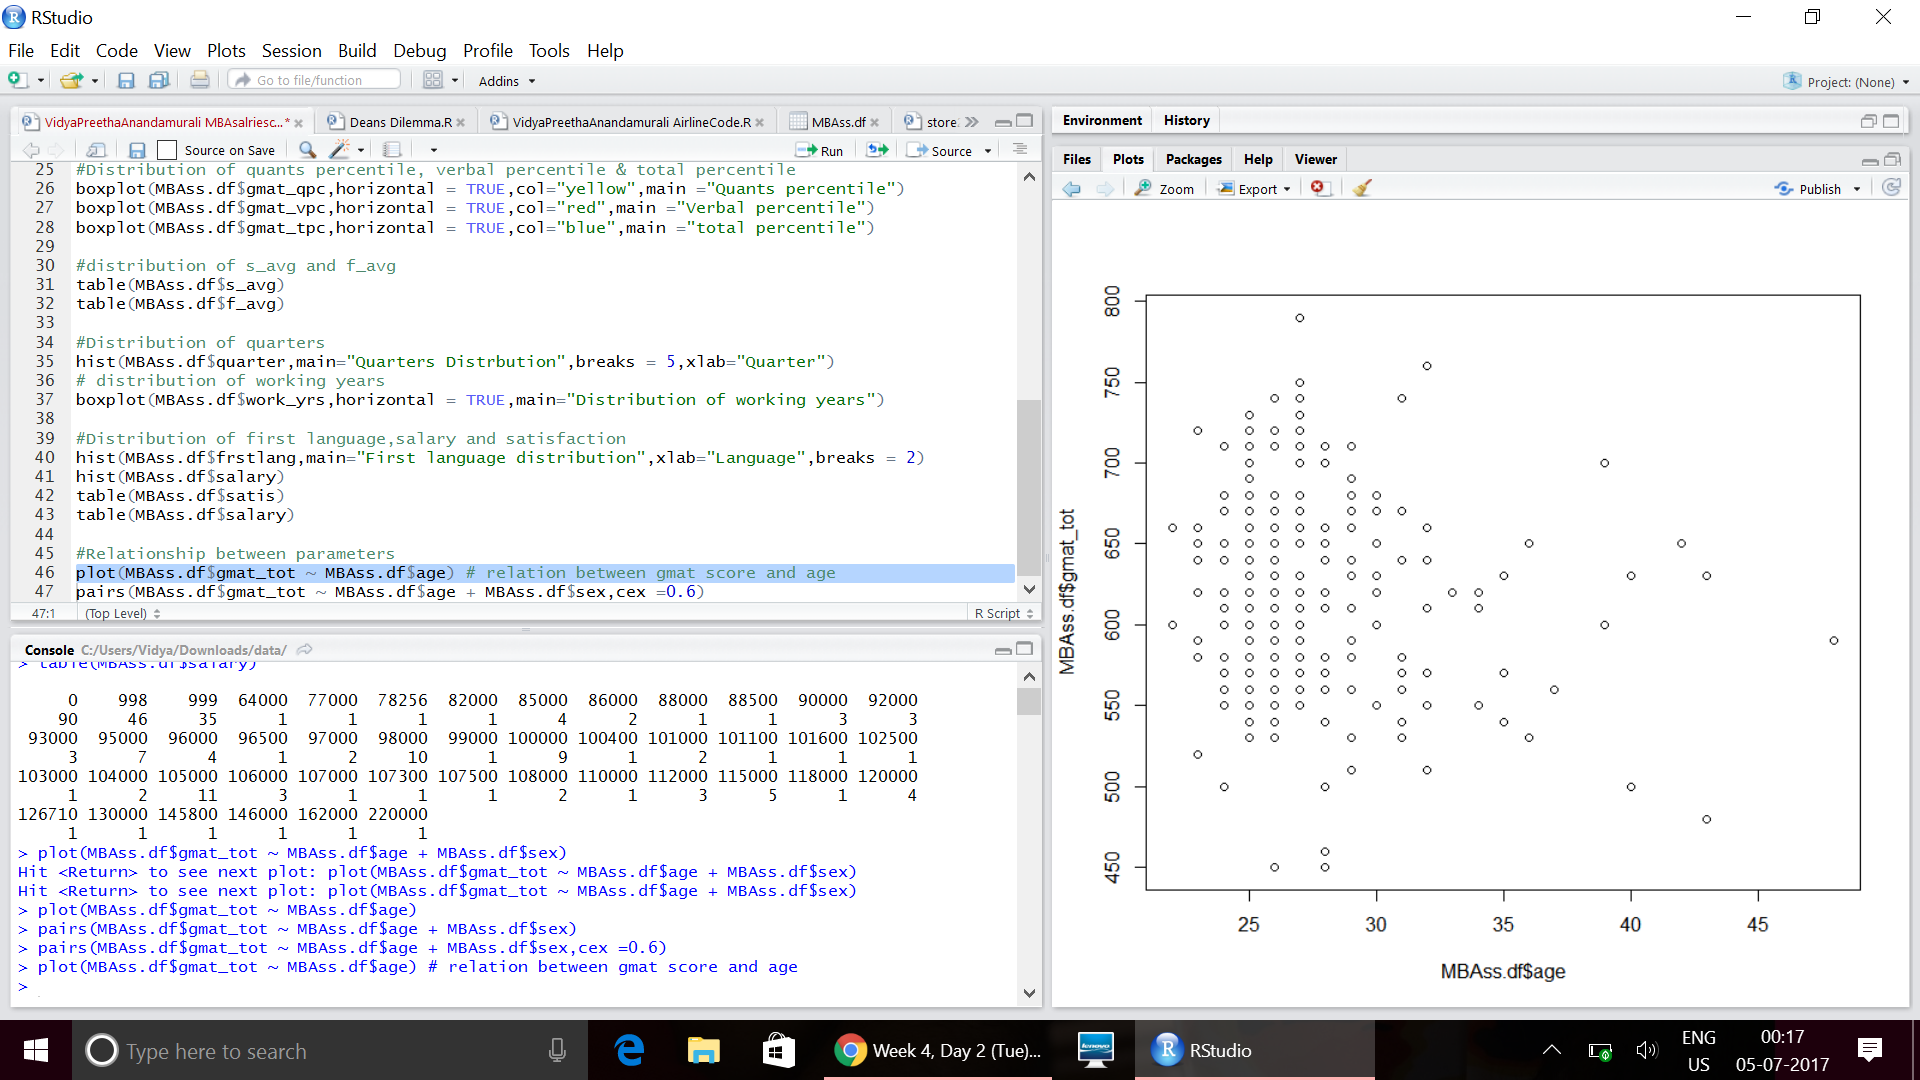 RStudio
File Edit Code View Plots Session Build Debug Profile Tools Help
Go to file/function Addins Project: (None)
VidyaPreethaAnandamurali MBAsalriesc...* Deans Dilemma.R VidyaPreethaAnandamurali AirlineCode.R MBAss.df store
Source on Save Run Source
25 #Distribution of quants percentile, verbal percentile & total percentile
26 boxplot(MBAss.df$gmat_qpc,horizontal = TRUE,col="yellow",main ="Quants percentile")
27 boxplot(MBAss.df$gmat_vpc,horizontal = TRUE,col="red",main ="Verbal percentile")
28 boxplot(MBAss.df$gmat_tpc,horizontal = TRUE,col="blue",main ="total percentile")
29
30 #distribution of s_avg and f_avg
31 table(MBAss.df$s_avg)
32 table(MBAss.df$f_avg)
33
34 #Distribution of quarters
35 hist(MBAss.df$quarter,main="Quarters Distrbution",breaks = 5,xlab="Quarter")
36 # distribution of working years
37 boxplot(MBAss.df$work_yrs,horizontal = TRUE,main="Distribution of working years")
38
39 #Distribution of first language,salary and satisfaction
40 hist(MBAss.df$frstlang,main="First language distribution",xlab="Language",breaks = 2)
41 hist(MBAss.df$salary)
42 table(MBAss.df$satis)
43 table(MBAss.df$salary)
44
45 #Relationship between parameters
46 plot(MBAss.df$gmat_tot ~ MBAss.df$age) # relation between gmat score and age
47 pairs(MBAss.df$gmat_tot ~ MBAss.df$age + MBAss.df$sex,cex =0.6)
47:1 (Top Level) R Script
Console C:/Users/Vidya/Downloads/data/
> table(MBAss.df$salary)
0 998 999 64000 77000 78256 82000 85000 86000 88000 88500 90000 92000
90 46 35 1 1 1 1 4 2 1 1 3 3
93000 95000 96000 96500 97000 98000 99000 100000 100400 101000 101100 101600 102500
3 7 4 1 2 10 1 9 1 2 1 1 1
103000 104000 105000 106000 107000 107300 107500 108000 110000 112000 115000 118000 120000
1 2 11 3 1 1 1 2 1 3 5 1 4
126710 130000 145800 146000 162000 220000
1 1 1 1 1 1
> plot(MBAss.df$gmat_tot ~ MBAss.df$age + MBAss.df$sex)
Hit <Return> to see next plot: plot(MBAss.df$gmat_tot ~ MBAss.df$age + MBAss.df$sex)
Hit <Return> to see next plot: plot(MBAss.df$gmat_tot ~ MBAss.df$age + MBAss.df$sex)
> plot(MBAss.df$gmat_tot ~ MBAss.df$age)
> pairs(MBAss.df$gmat_tot ~ MBAss.df$age + MBAss.df$sex)
> pairs(MBAss.df$gmat_tot ~ MBAss.df$age + MBAss.df$sex,cex =0.6)
> plot(MBAss.df$gmat_tot ~ MBAss.df$age) # relation between gmat score and age
>
Environment History
Files Plots Packages Help Viewer
Zoom Export Publish
800
750
700
650
600
550
500
450
MBAss.df$gmat_tot
25 30 35 40 45
MBAss.df$age
Type here to search
Week 4, Day 2 (Tue)...
lenovo
RStudio
ENG
US
00:17
05-07-2017